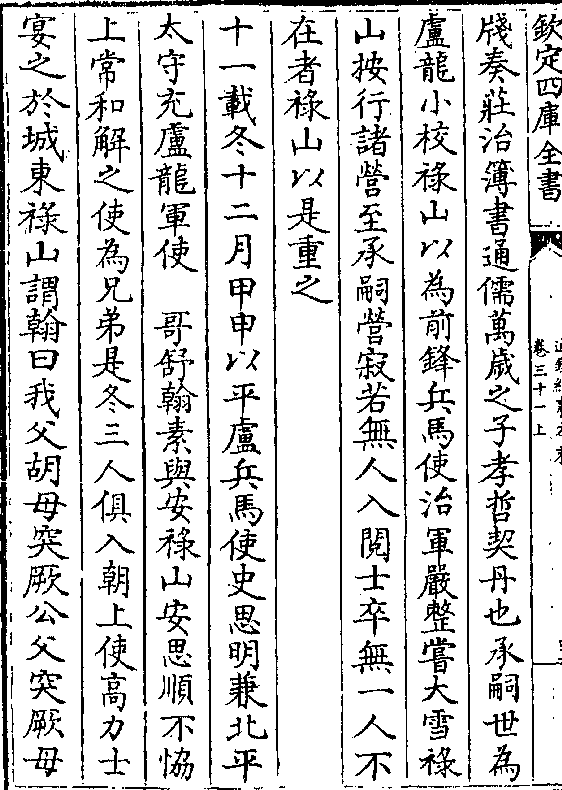 欽定四庫全書
卷三十一上
牋奏莊治簿書通儒萬歳之子孝哲契丹也承嗣世為
盧龍小校祿山以為前鋒兵馬使治軍嚴整嘗大雪祿
山按行諸營至承嗣營寂若無人入閲士卒無一人不
在者祿山以是重之
十一載冬十二月甲申以平盧兵馬使史思明兼北平
太守充盧龍軍使　哥舒翰素與安祿山安思順不恊
上常和解之使為兄弟是冬三人俱入朝上使高力士
宴之於城東祿山謂翰曰我父胡母突厥公父突厥母